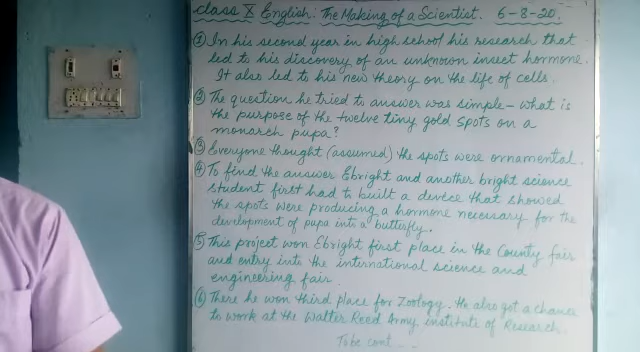 class X English: The Making of a Scientist. 6-8-20.
① In his second year in high school his research that
led to his discovery of an unknown insect hormone.
It also led to his new theory on the life of cells.
② The question he tried to answer was simple – what is
the purpose of the twelve tiny gold spots on a
monarch pupa?
③ Everyone thought (assumed) the spots were ornamental.
④ To find the answer Ebright and another bright science
student first had to built a device that showed
the spots were producing a hormone necessary for the
development of pupa into a butterfly.
⑤ This project won Ebright first place in the County fair
and entry into the international science and
engineering fair.
⑥ There he won third place for Zoology. He also got a chance
to work at the Walter Reed Army institute of Research.
To be cont - - -